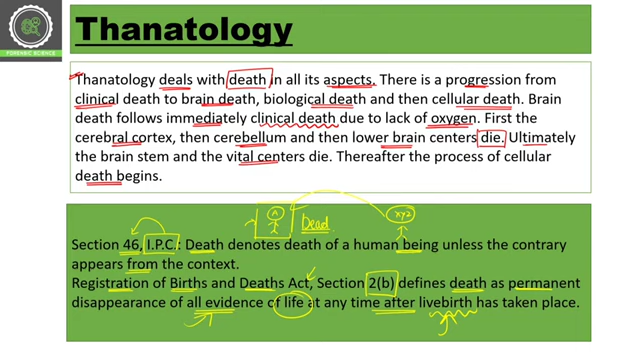 FORENSIC SCIENCE
Thanatology
Thanatology deals with death in all its aspects. There is a progression from
clinical death to brain death, biological death and then cellular death. Brain
death follows immediately clinical death due to lack of oxygen. First the
cerebral cortex, then cerebellum and then lower brain centers die. Ultimately
the brain stem and the vital centers die. Thereafter the process of cellular
death begins.
A
Dead
XYZ
Section 46, I.P.C.: Death denotes death of a human being unless the contrary
appears from the context.
Registration of Births and Deaths Act, Section 2(b) defines death as permanent
disappearance of all evidence of life at any time after livebirth has taken place.